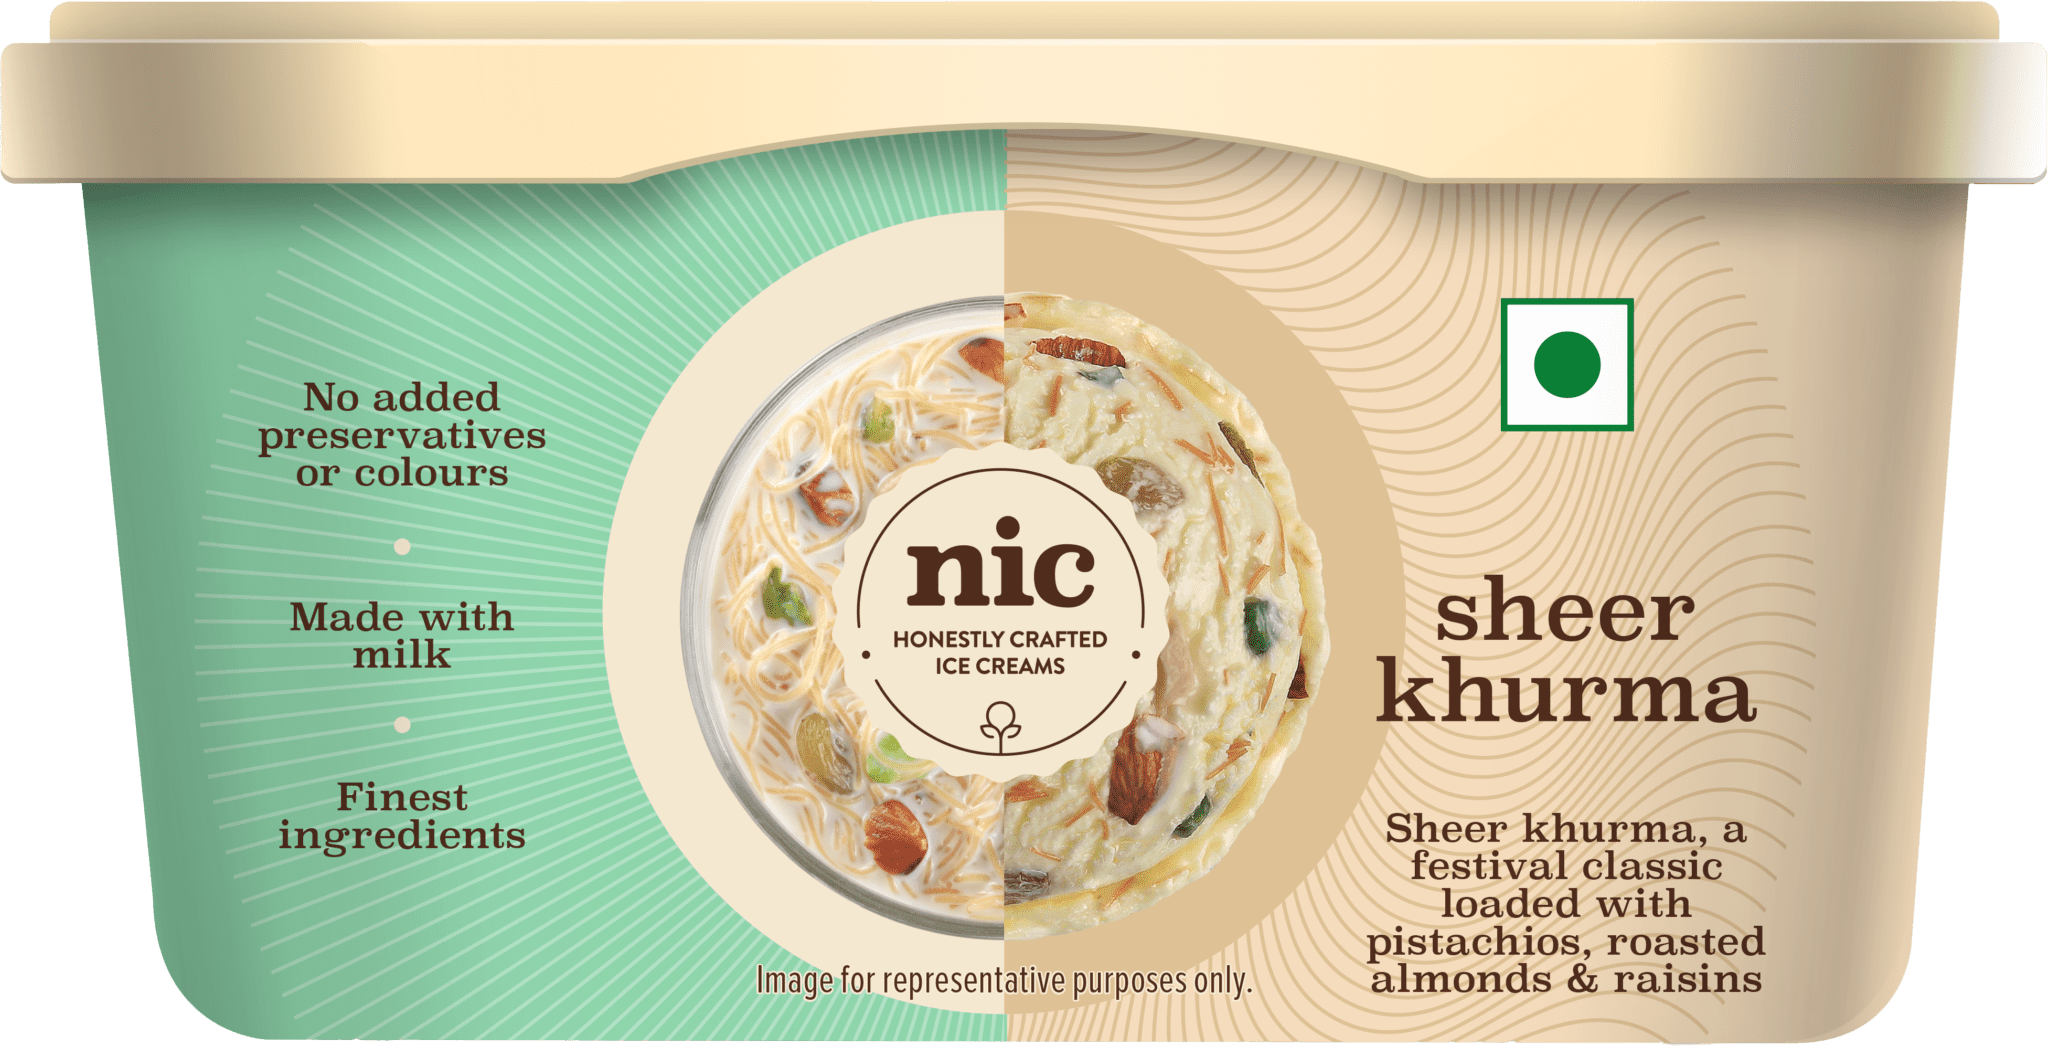 No added
preservatives
or colours
Made with
milk
Finest
ingredients
nic
HONESTLY CRAFTED
ICE CREAMS
sheer
khurma
Sheer khurma, a
festival classic
loaded with
pistachios, roasted
almonds & raisins
Image for representative purposes only.